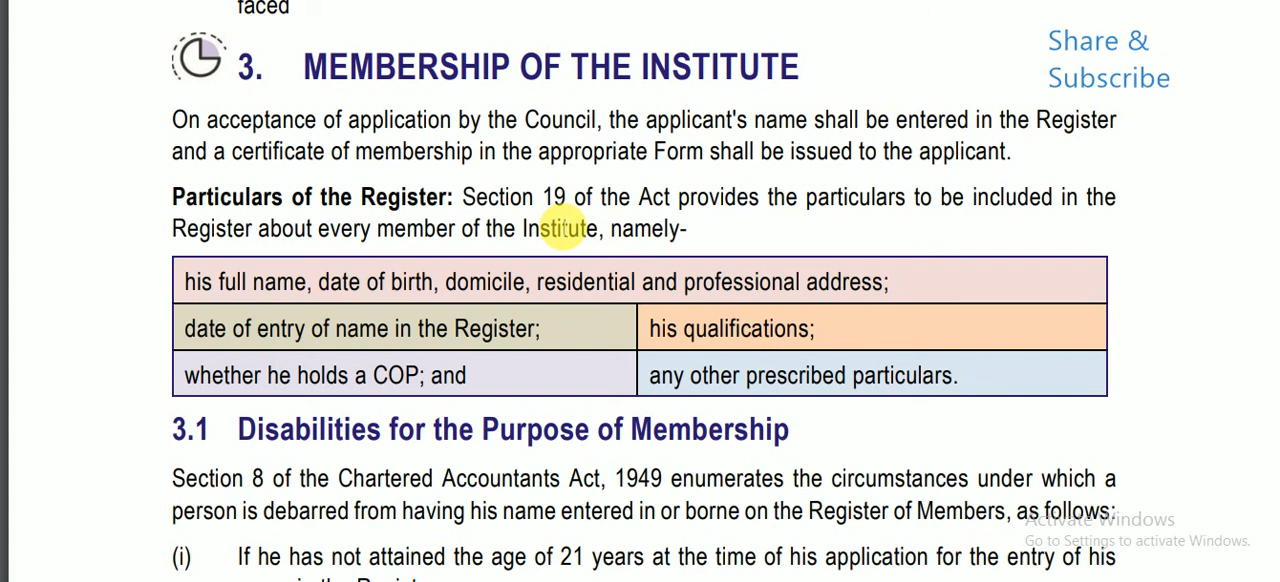 faced
Share &
Subscribe
3. MEMBERSHIP OF THE INSTITUTE
On acceptance of application by the Council, the applicant's name shall be entered in the Register
and a certificate of membership in the appropriate Form shall be issued to the applicant.
Particulars of the Register: Section 19 of the Act provides the particulars to be included in the
Register about every member of the Institute, namely-
his full name, date of birth, domicile, residential and professional address;
date of entry of name in the Register;
his qualifications;
whether he holds a COP; and
any other prescribed particulars.
3.1 Disabilities for the Purpose of Membership
Section 8 of the Chartered Accountants Act, 1949 enumerates the circumstances under which a
person is debarred from having his name entered in or borne on the Register of Members, as follows:
Activate Windows
Go to Settings to activate Windows.
(i) If he has not attained the age of 21 years at the time of his application for the entry of his